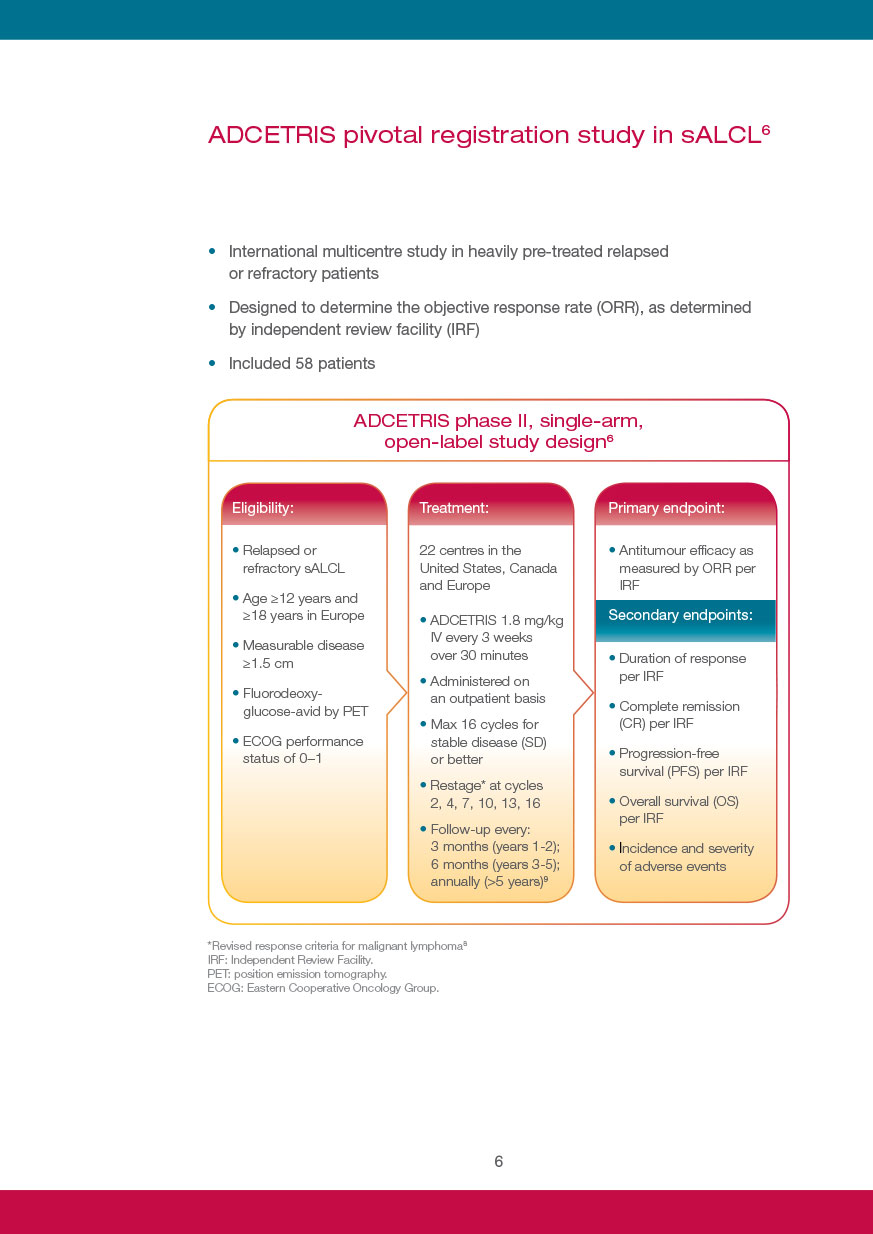 ADCETRIS pivotal registration study in sALCL⁶
• International multicentre study in heavily pre-treated relapsed
or refractory patients
• Designed to determine the objective response rate (ORR), as determined
by independent review facility (IRF)
• Included 58 patients
ADCETRIS phase II, single-arm,
open-label study design⁶
Eligibility:
• Relapsed or
refractory sALCL
• Age ≥12 years and
≥18 years in Europe
• Measurable disease
≥1.5 cm
• Fluorodeoxy-
glucose-avid by PET
• ECOG performance
status of 0–1
Treatment:
22 centres in the
United States, Canada
and Europe
• ADCETRIS 1.8 mg/kg
IV every 3 weeks
over 30 minutes
• Administered on
an outpatient basis
• Max 16 cycles for
stable disease (SD)
or better
• Restage* at cycles
2, 4, 7, 10, 13, 16
• Follow-up every:
3 months (years 1-2);
6 months (years 3-5);
annually (>5 years)⁹
Primary endpoint:
• Antitumour efficacy as
measured by ORR per
IRF
Secondary endpoints:
• Duration of response
per IRF
• Complete remission
(CR) per IRF
• Progression-free
survival (PFS) per IRF
• Overall survival (OS)
per IRF
• Incidence and severity
of adverse events
*Revised response criteria for malignant lymphoma⁸
IRF: Independent Review Facility.
PET: position emission tomography.
ECOG: Eastern Cooperative Oncology Group.
6